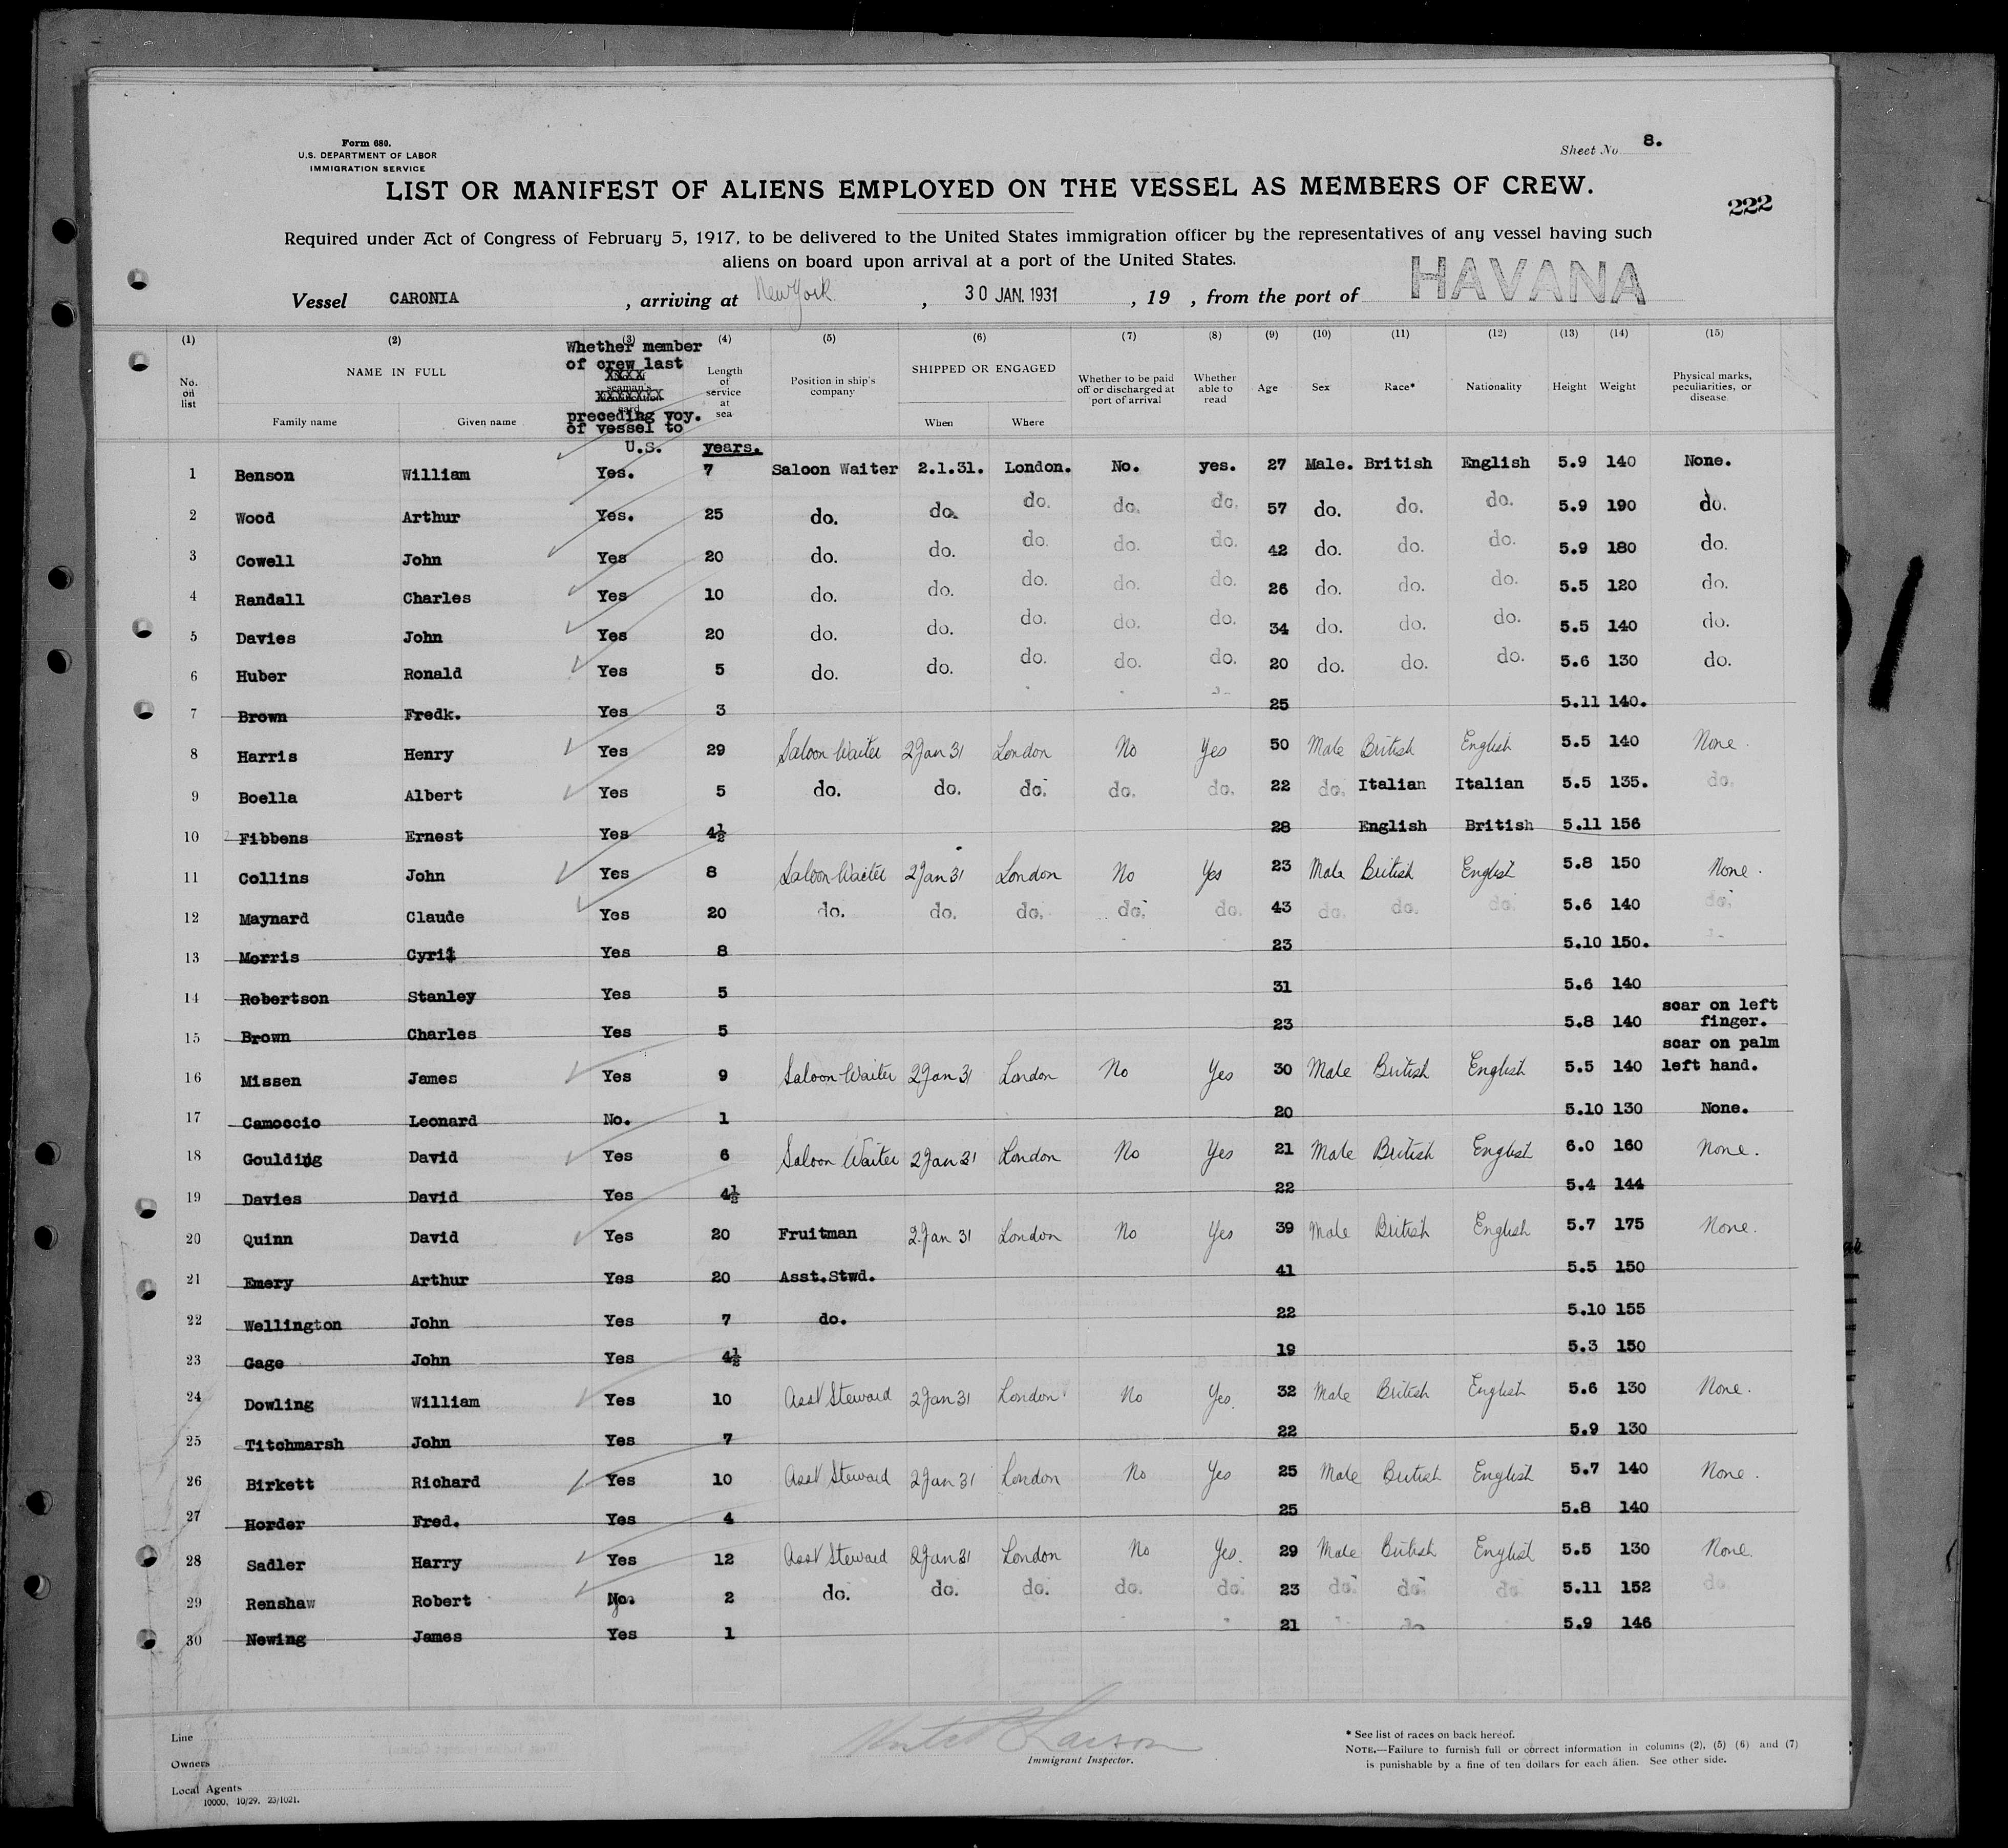 Form 680.
U.S. DEPARTMENT OF LABOR
IMMIGRATION SERVICE
Sheet No. 8.
LIST OR MANIFEST OF ALIENS EMPLOYED ON THE VESSEL AS MEMBERS OF CREW.
222
Required under Act of Congress of February 5, 1917, to be delivered to the United States immigration officer by the representatives of any vessel having such
aliens on board upon arrival at a port of the United States.
Vessel CARONIA , arriving at New York , 30 JAN. 1931 , 19 , from the port of HAVANA
(1) (2) (3) (4) (5) (6) (7) (8) (9) (10) (11) (12) (13) (14) (15)
No. on list NAME IN FULL Family name Given name Whether member of crew last preceding voy. of vessel to U.S. Length of service at sea years. Position in ship's company SHIPPED OR ENGAGED When Where Whether to be paid off or discharged at port of arrival Whether able to read Age Sex Race* Nationality Height Weight Physical marks, peculiarities, or disease
1 Benson William Yes. 7 Saloon Waiter 2.1.31. London. No. yes. 27 Male. British English 5.9 140 None.
2 Wood Arthur Yes. 25 do. do. do. do. do. 57 do. do. do. 5.9 190 do.
3 Cowell John Yes 20 do. do. do. do. do. 42 do. do. do. 5.9 180 do.
4 Randall Charles Yes 10 do. do. do. do. do. 26 do. do. do. 5.5 120 do.
5 Davies John Yes 20 do. do. do. do. do. 34 do. do. do. 5.5 140 do.
6 Huber Ronald Yes 5 do. do. do. do. do. 20 do. do. do. 5.6 130 do.
7 Brown Fredk. Yes 3 25 5.11 140.
8 Harris Henry Yes 29 Saloon Waiter 2 Jan 31 London No Yes 50 Male British English 5.5 140 None.
9 Boella Albert Yes 5 do. do. do. do. do. 22 do. Italian Italian 5.5 135. do.
10 Fibbens Ernest Yes 4½ 28 English British 5.11 156
11 Collins John Yes 8 Saloon Waiter 2 Jan 31 London No Yes 23 Male British English 5.8 150 None.
12 Maynard Claude Yes 20 do. do. do. do. do. 43 do. do. do. 5.6 140 do.
13 Morris Cyril Yes 8 23 5.10 150.
14 Robertson Stanley Yes 5 31 5.6 140
15 Brown Charles Yes 5 23 5.8 140 scar on left finger.
16 Missen James Yes 9 Saloon Waiter 2 Jan 31 London No Yes 30 Male British English 5.5 140 scar on palm left hand.
17 Camoccio Leonard No. 1 20 5.10 130 None.
18 Goulding David Yes 6 Saloon Waiter 2 Jan 31 London No Yes 21 Male British English 6.0 160 None.
19 Davies David Yes 4½ 22 5.4 144
20 Quinn David Yes 20 Fruitman 2 Jan 31 London No Yes 39 Male British English 5.7 175 None.
21 Emery Arthur Yes 20 Asst.Stwd. 41 5.5 150
22 Wellington John Yes 7 do. 22 5.10 155
23 Gage John Yes 4½ 19 5.3 150
24 Dowling William Yes 10 Asst Steward 2 Jan 31 London No Yes. 32 Male British English 5.6 130 None.
25 Titchmarsh John Yes 7 22 5.9 130
26 Birkett Richard Yes 10 Asst Steward 2 Jan 31 London No Yes 25 Male British English 5.7 140 None.
27 Horder Fred. Yes 4 25 5.8 140
28 Sadler Harry Yes 12 Asst Steward 2 Jan 31 London No Yes. 29 Male British English 5.5 130 None.
29 Renshaw Robert No. 2 do. do. do. do. do. 23 do. do. do. 5.11 152 do.
30 Newing James Yes 1 21 do 5.9 146
Line
Owners
Local Agents
10000, 10/29, 23/1021.
Larson
Immigrant Inspector.
* See list of races on back hereof.
NOTE.—Failure to furnish full or correct information in columns (2), (5) (6) and (7)
is punishable by a fine of ten dollars for each alien. See other side.